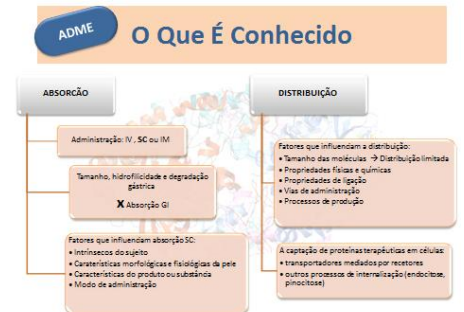 ADME
O Que É Conhecido
ABSORCÃO
Administração: IV , SC ou IM
Tamanho, hidrofilicidade e degradação
gástrica
X Absorção GI
Fatores que influendam absorção SC:
• Intrínsecos do sujeito
• Caraterísticas morfológicas e fisiológicas da pele
• Características do produto ou substância
• Modo de administração
DISTRIBUIÇÃO
Fatores que influendam a distribuição:
• Tamanho das moléculas → Distribuição limitada
• Propriedades físicas e químicas
• Propriedades de ligação
• Vias de administração
• Processos de produção
A captação de proteínas terapêuticas em células:
• transportadores mediados por recetores
• outros processos de internalização (endocitose,
pinocitose)